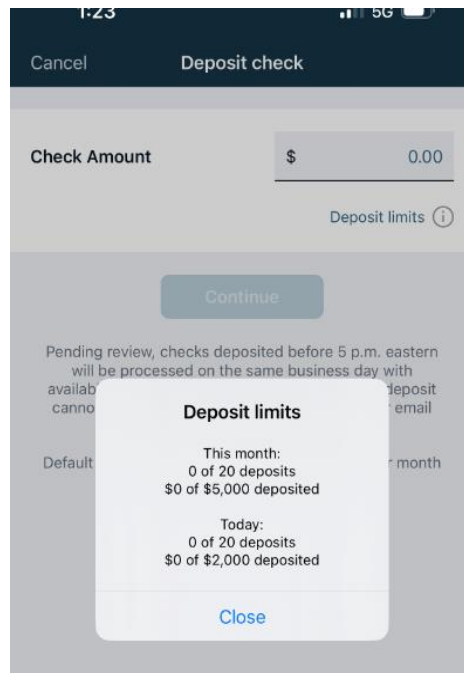 1:23 5G
Cancel Deposit check
Check Amount $ 0.00
Deposit limits i
Continue
Pending review, checks deposited before 5 p.m. eastern
will be processed on the same business day with
deposit
email
Default month
Deposit limits
This month:
0 of 20 deposits
$0 of $5,000 deposited
Today:
0 of 20 deposits
$0 of $2,000 deposited
Close